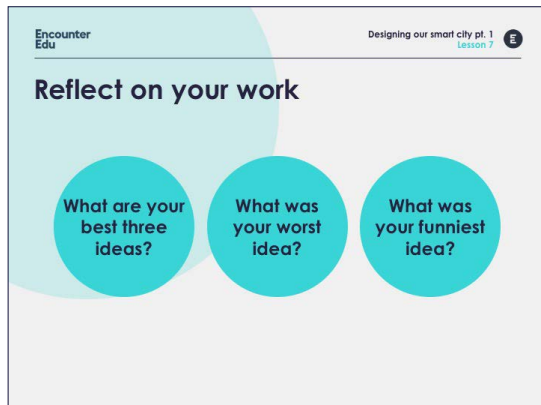 Encounter
Edu
Designing our smart city pt. 1
Lesson 7
E
Reflect on your work
What are your
best three
ideas?
What was
your worst
idea?
What was
your funniest
idea?